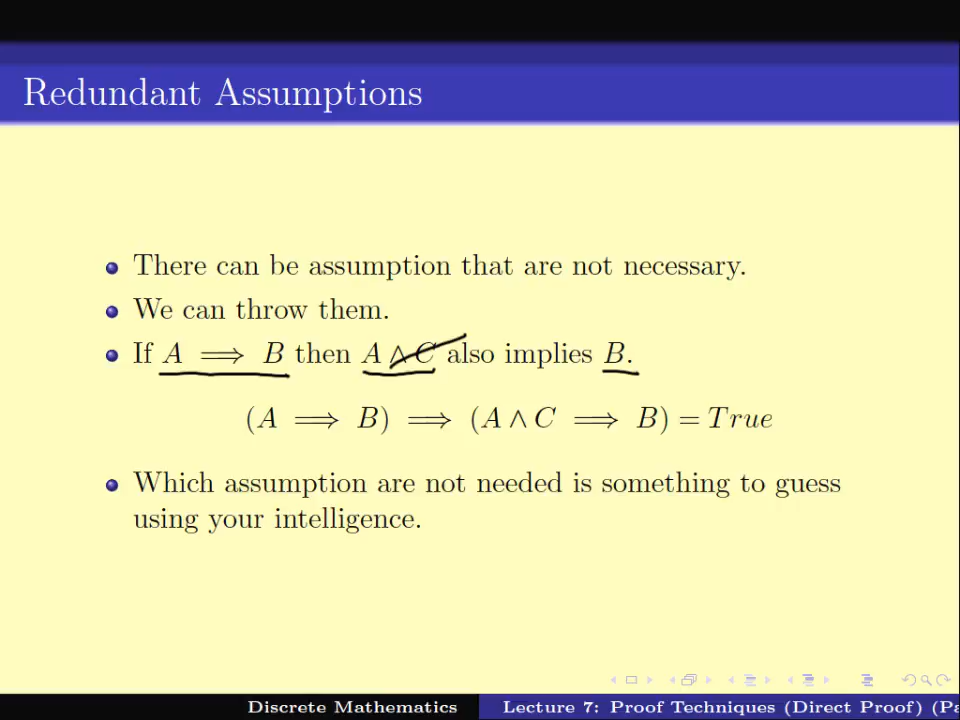 Redundant Assumptions
There can be assumption that are not necessary.
We can throw them.
If A ⟹ B then A ∧ C also implies B.
(A ⟹ B) ⟹ (A ∧ C ⟹ B) = True
Which assumption are not needed is something to guess
using your intelligence.
Discrete Mathematics Lecture 7: Proof Techniques (Direct Proof) (Pa